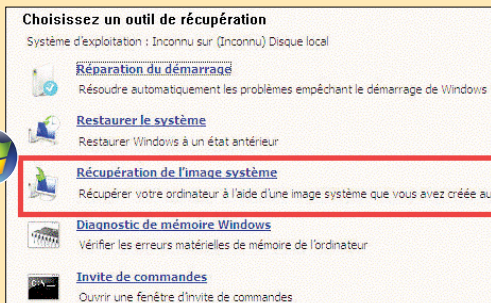 Choisissez un outil de récupération
Système d'exploitation : Inconnu sur (Inconnu) Disque local
Réparation du démarrage
Résoudre automatiquement les problèmes empêchant le démarrage de Windows
Restaurer le système
Restaurer Windows à un état antérieur
Récupération de l'image système
Récupérer votre ordinateur à l'aide d'une image système que vous avez créée au
Diagnostic de mémoire Windows
Vérifier les erreurs matérielles de mémoire de l'ordinateur
Invite de commandes
Ouvrir une fenêtre d'invite de commandes